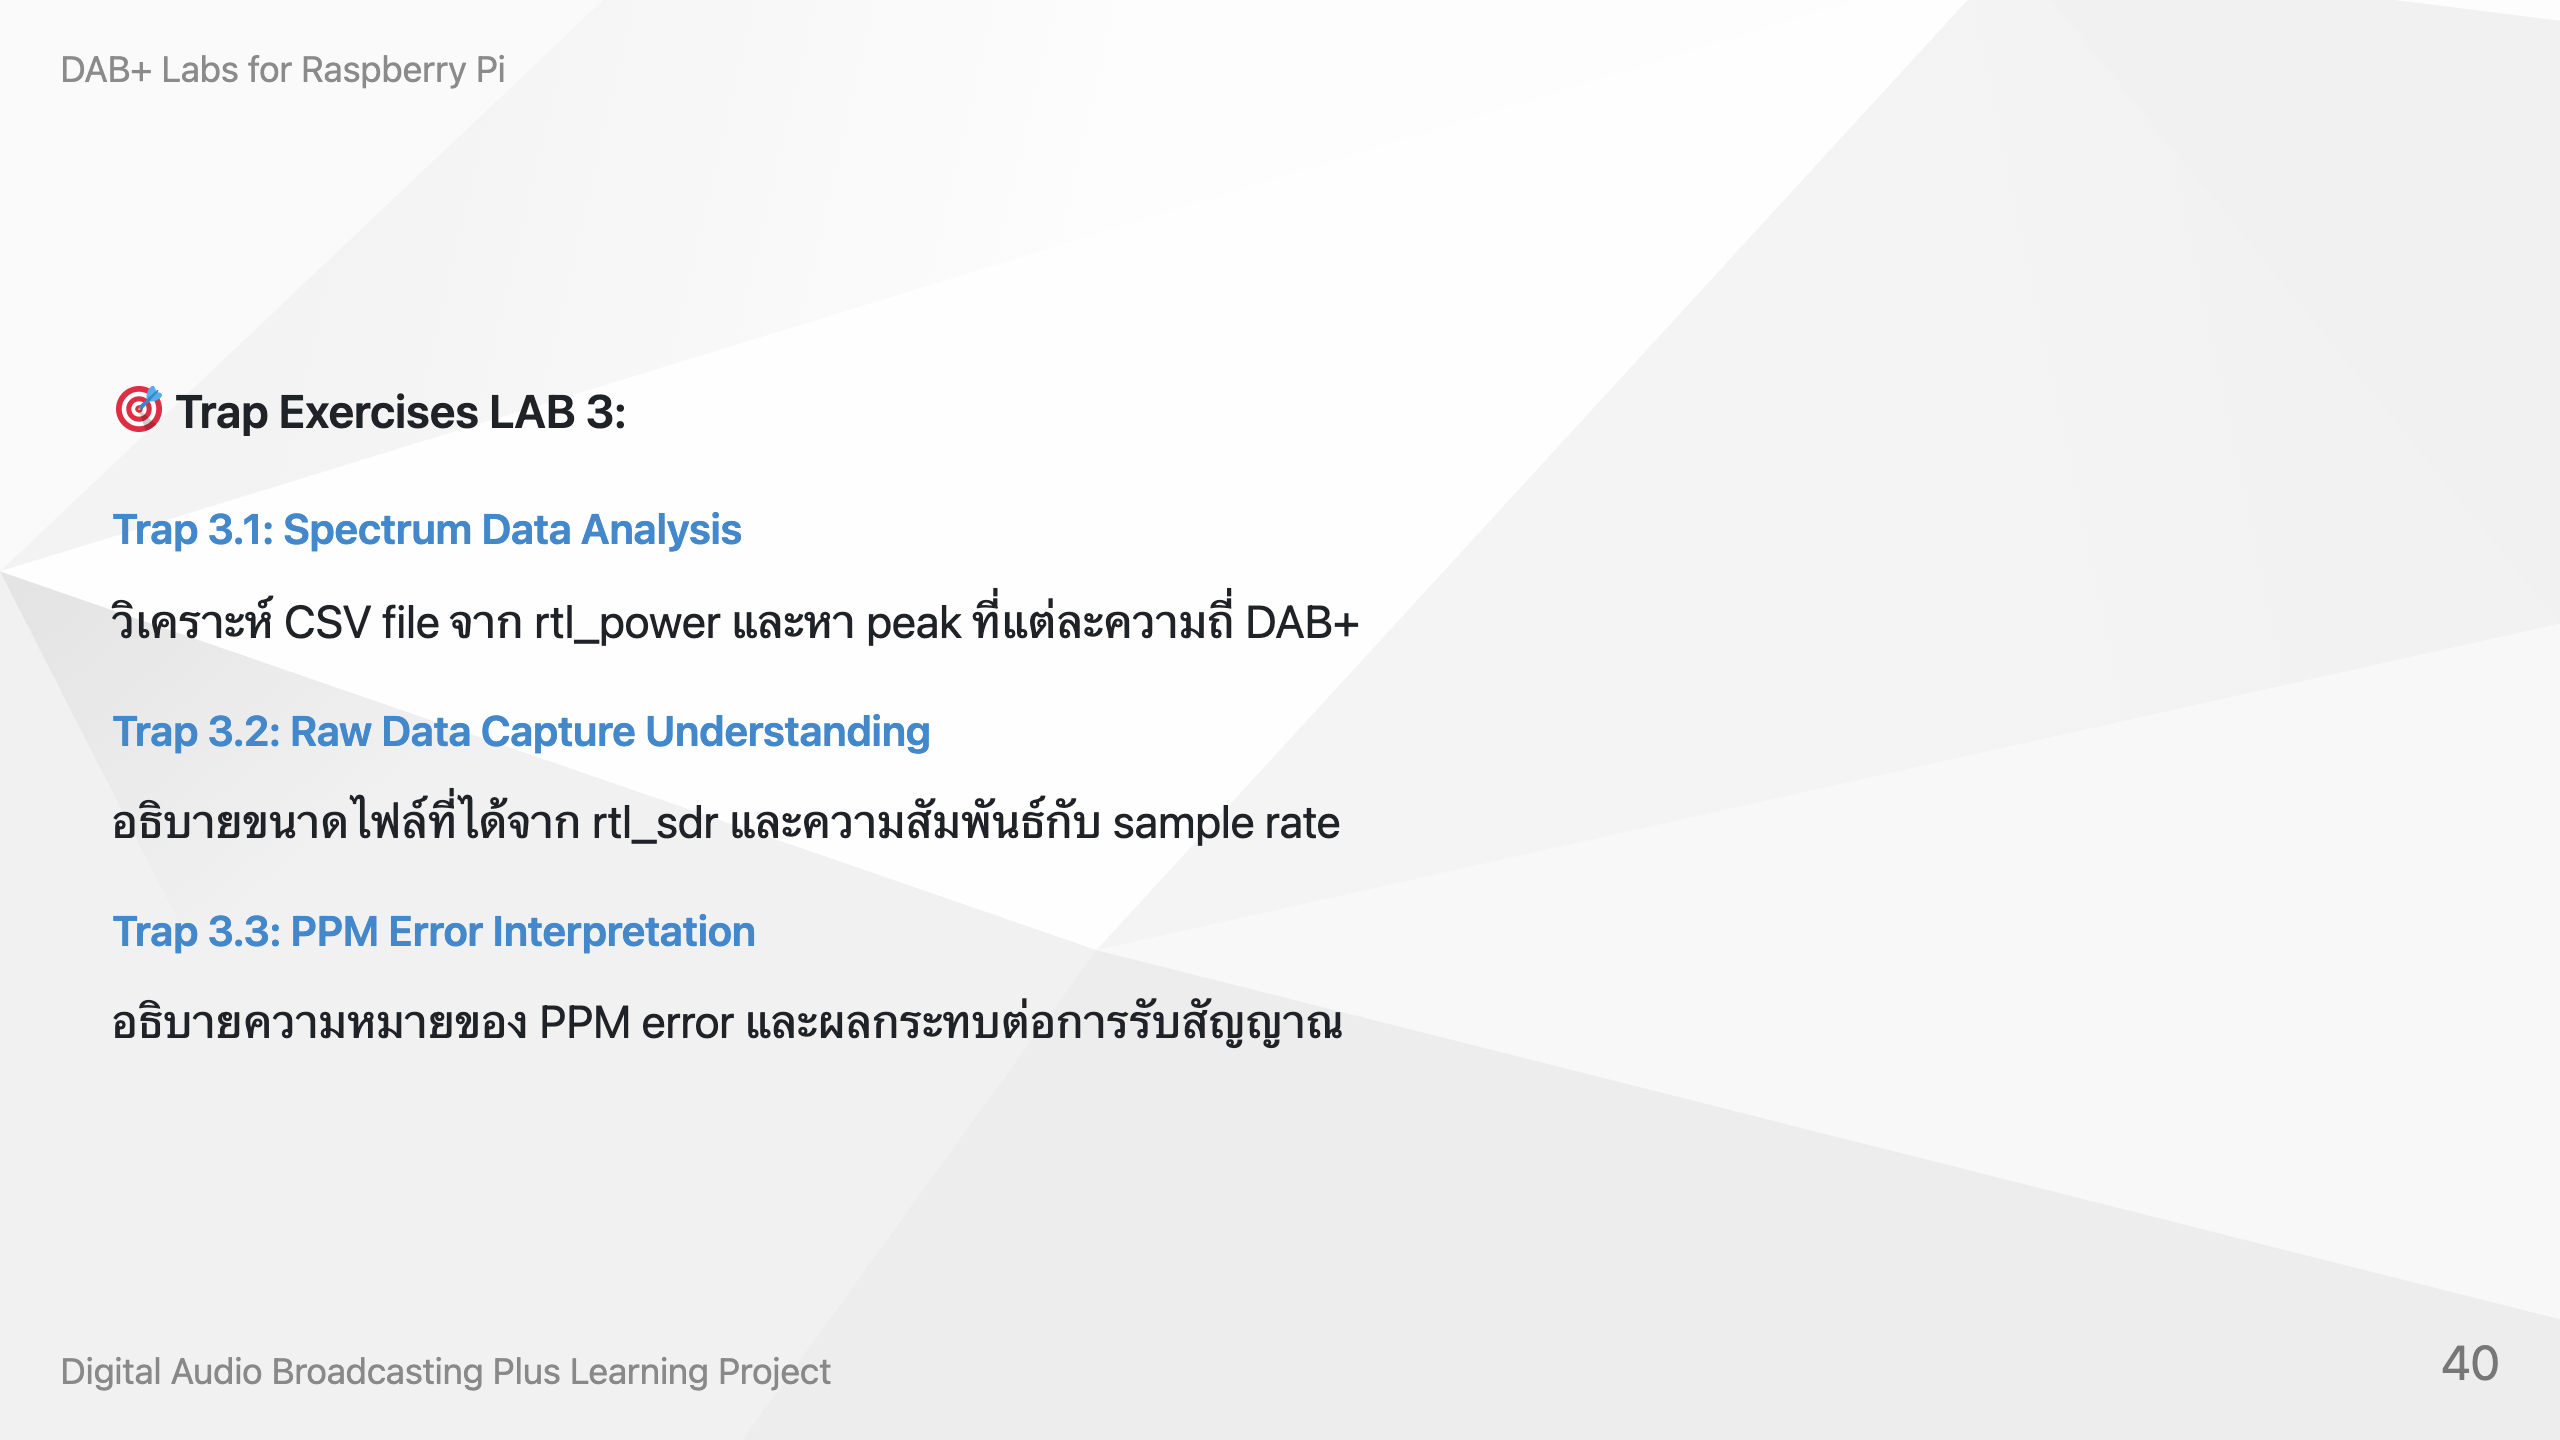 DAB+ Labs for Raspberry Pi
🎯 Trap Exercises LAB 3:
Trap 3.1: Spectrum Data Analysis
วิเคราะห์ CSV file จาก rtl_power และหา peak ที่แต่ละความถี่ DAB+
Trap 3.2: Raw Data Capture Understanding
อธิบายขนาดไฟล์ที่ได้จาก rtl_sdr และความสัมพันธ์กับ sample rate
Trap 3.3: PPM Error Interpretation
อธิบายความหมายของ PPM error และผลกระทบต่อการรับสัญญาณ
Digital Audio Broadcasting Plus Learning Project
40